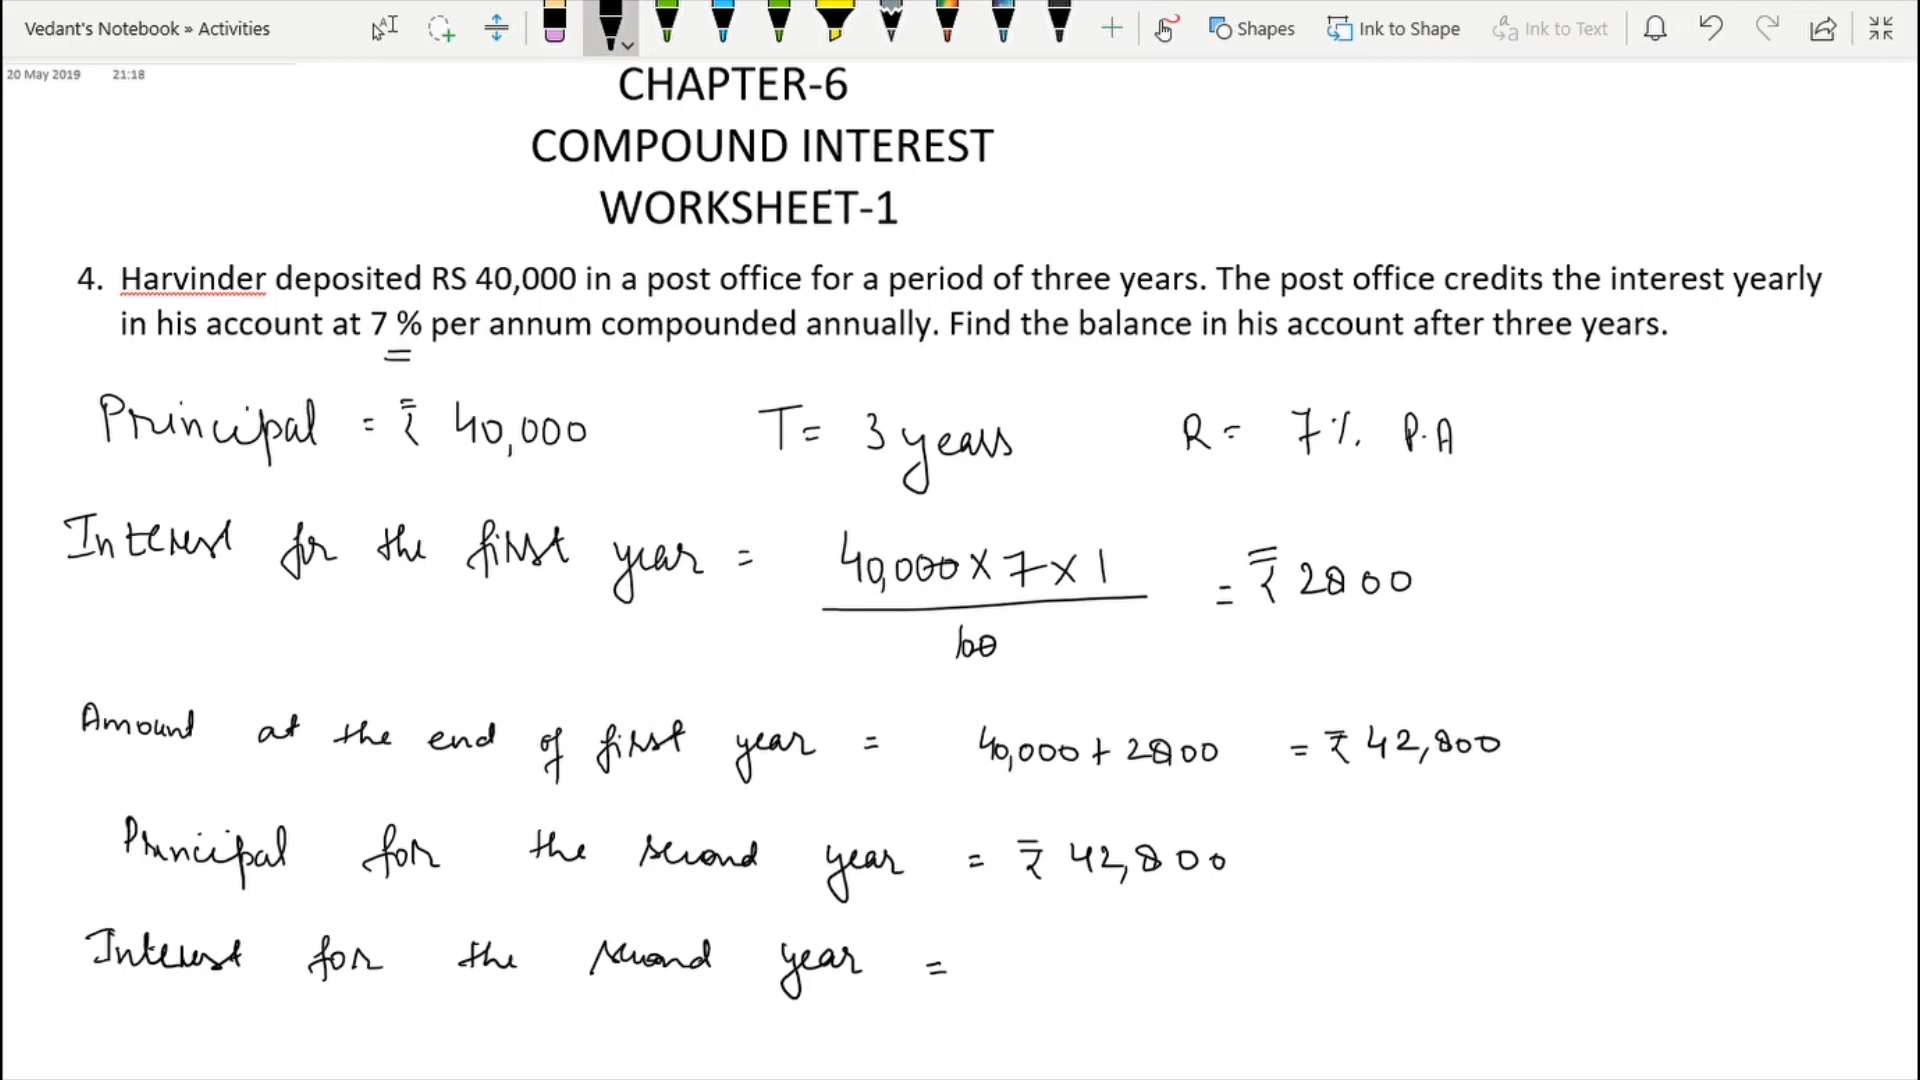 Vedant's Notebook » Activities
Shapes Ink to Shape Ink to Text
20 May 2019 21:18
CHAPTER-6
COMPOUND INTEREST
WORKSHEET-1
4. Harvinder deposited RS 40,000 in a post office for a period of three years. The post office credits the interest yearly
in his account at 7 % per annum compounded annually. Find the balance in his account after three years.
Principal = ₹ 40,000 T = 3 years R = 7 % P.A
Interest for the first year = 40,000 x 7 x 1 = ₹ 2800
100
Amount at the end of first year = 40,000 + 2800 = ₹ 42,800
Principal for the second year = ₹ 42,800
Interest for the second year =